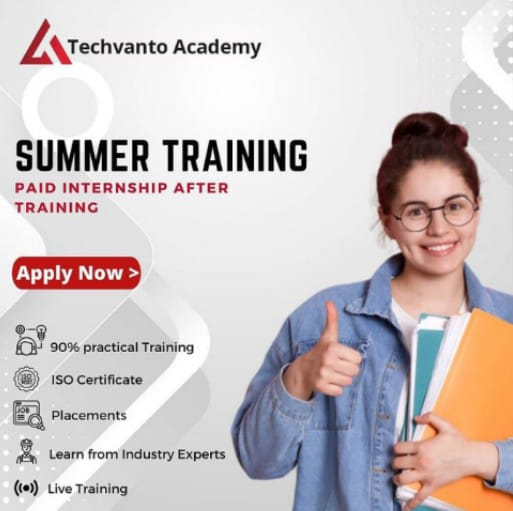 Techvanto Academy
SUMMER TRAINING
PAID INTERNSHIP AFTER
TRAINING
Apply Now >
90% practical Training
ISO Certificate
JOB
Placements
Learn from Industry Experts
Live Training